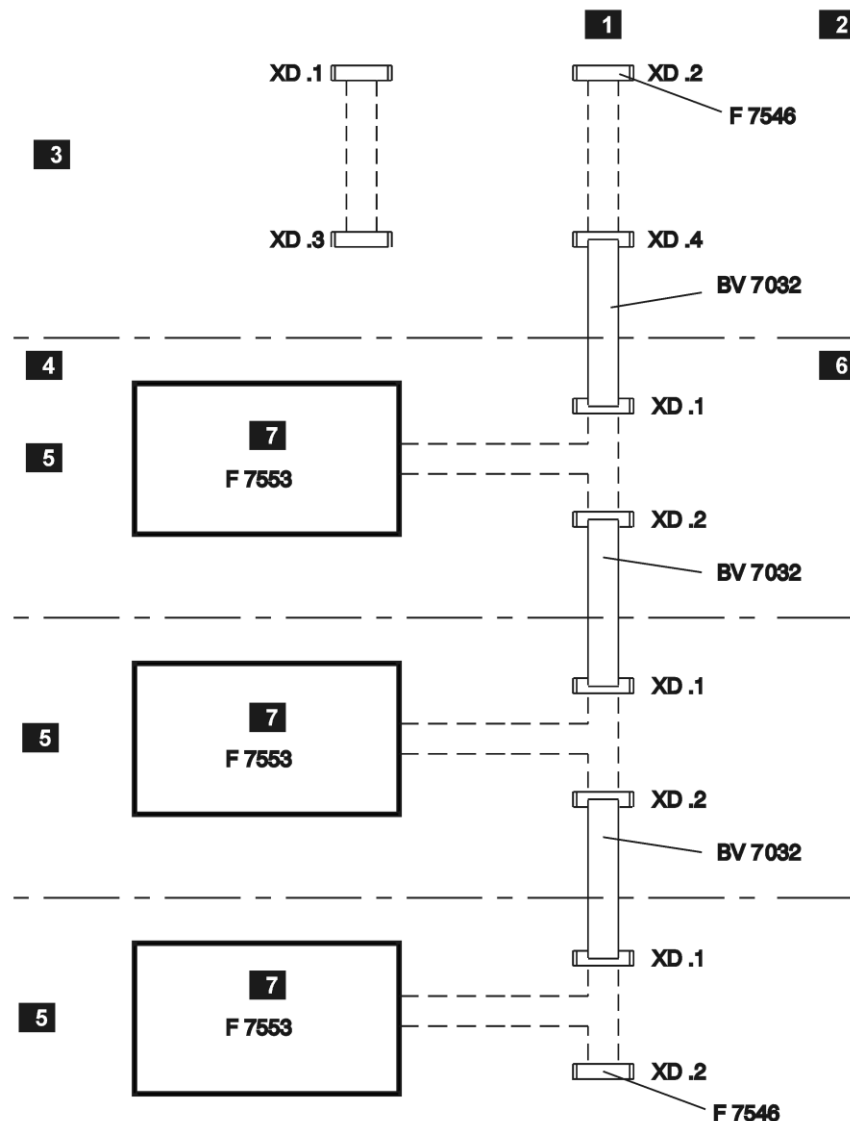 1
2
XD .1
XD .2
F 7546
3
XD .3
XD .4
BV 7032
4
6
XD .1
7
5
F 7553
XD .2
BV 7032
XD .1
7
5
F 7553
XD .2
BV 7032
XD .1
7
5
F 7553
XD .2
F 7546